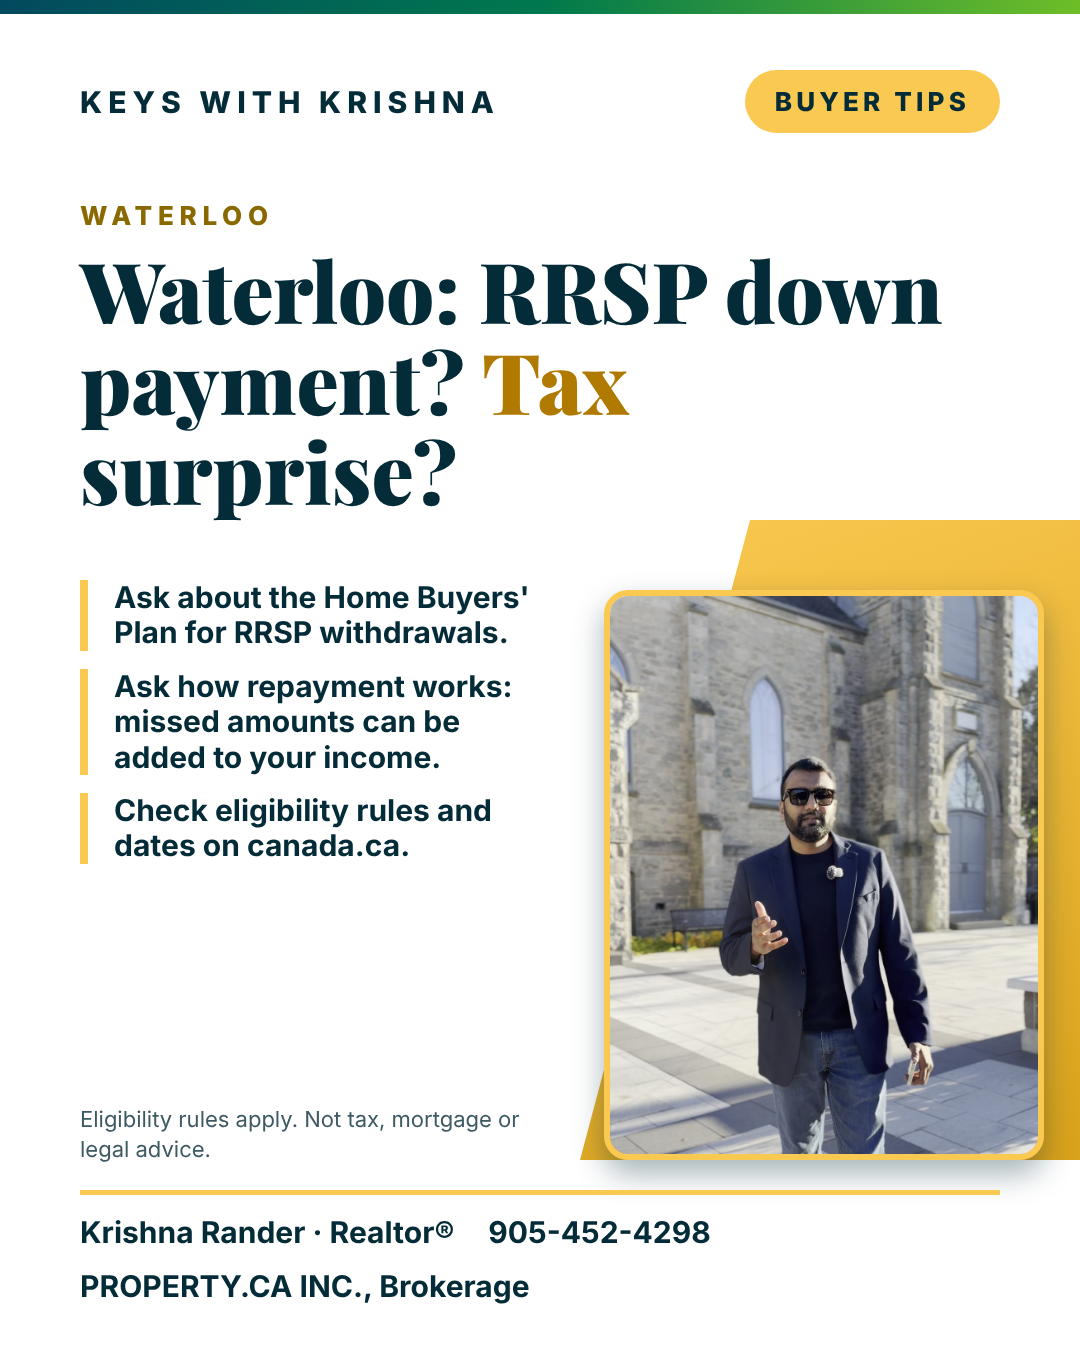 KEYS WITH KRISHNA
BUYER TIPS
WATERLOO
Waterloo: RRSP down
payment? Tax
surprise?
Ask about the Home Buyers'
Plan for RRSP withdrawals.
Ask how repayment works:
missed amounts can be
added to your income.
Check eligibility rules and
dates on canada.ca.
Eligibility rules apply. Not tax, mortgage or
legal advice.
Krishna Rander · Realtor® 905-452-4298
PROPERTY.CA INC., Brokerage